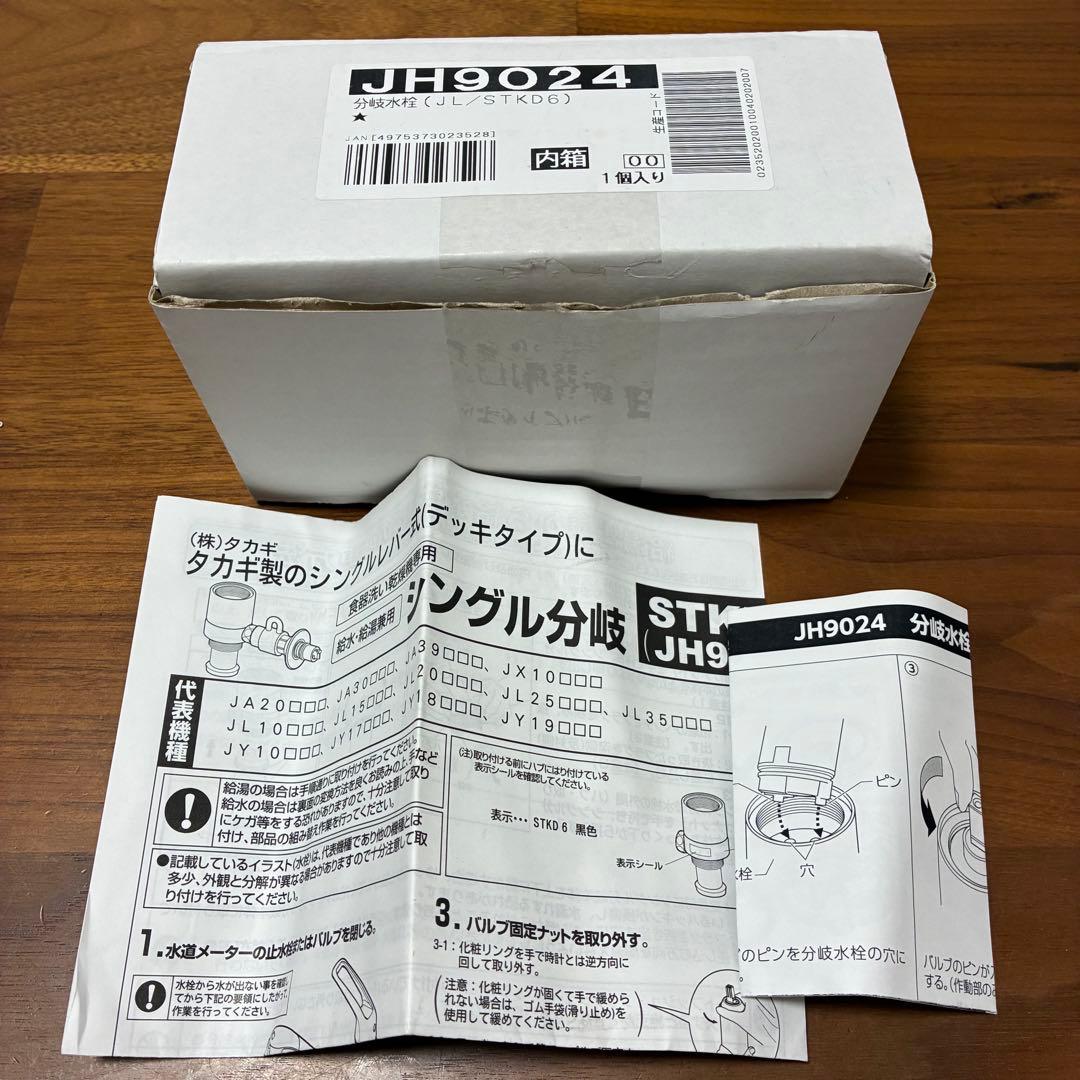 JH9024
分岐水栓(JL/STKD6)
★
JAN[4975373023528]
内箱
00
1個入り
生産コード
02352020010040202007
(株)タカギ
タカギ製のシングルレバー式(デッキタイプ)に
食器洗い乾燥機専用
給水・給湯兼用
シングル分岐
STK
(JH9
代表機種
JA20□□□、JA30□□□、JA39□□□、JX10□□□
JL10□□□、JL15□□□、JL20□□□、JL25□□□、JL35□□□
JY10□□□、JY17□□□、JY18□□□、JY19□□□
給湯の場合は手順通りに取り付けを行ってください。
給水の場合は裏面の変換方法を良くお読みの上、手など
にケガ等をする恐れがありますので、十分注意して取り
付け、部品の組み替え作業を行ってください。
●記載しているイラスト(水栓)は、代表機種であり他の機種とは
多少、外観と分解が異なる場合がありますので十分注意して取
り付けを行ってください。
(注)取り付ける前にハブにはり付けている
表示シールを確認してください。
表示・・・STKD6 黒色
表示シール
1.水道メーターの止水栓またはバルブを閉じる。
水栓から水が出ない事を確認し
てから下記の要領にしたがって
作業を行ってください。
3.バルブ固定ナットを取り外す。
3-1:化粧リングを手で時計とは逆方向に
回して取り外す。
(注意:化粧リングが固くて手で緩めら
れない場合は、ゴム手袋(滑り止め)を
使用して緩めてください。)
JH9024 分岐水栓
③
ピン
栓
穴
のピンを分岐水栓の穴に
バルブのピンが
する。(作動部の